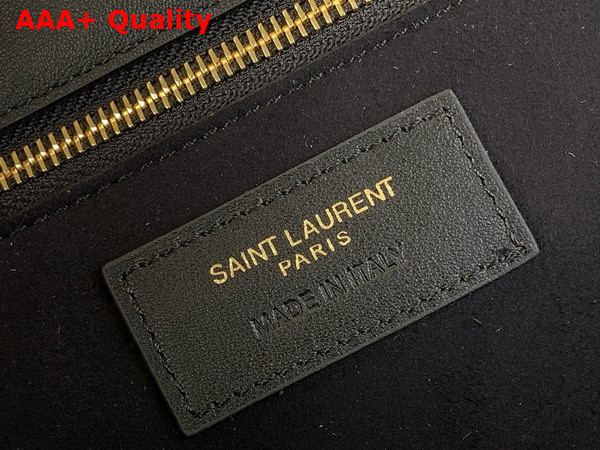 AAA+ Quality
SAINT LAURENT
PARIS
MADE IN ITALY